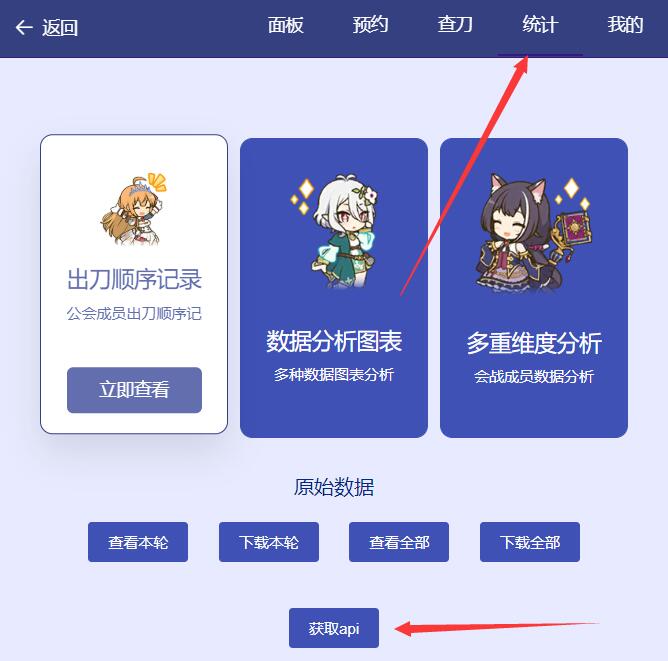 返回 面板 预约 查刀 统计 我的
出刀顺序记录
公会成员出刀顺序记
立即查看
数据分析图表
多种数据图表分析
多重维度分析
会战成员数据分析
原始数据
查看本轮 下载本轮 查看全部 下载全部
获取api